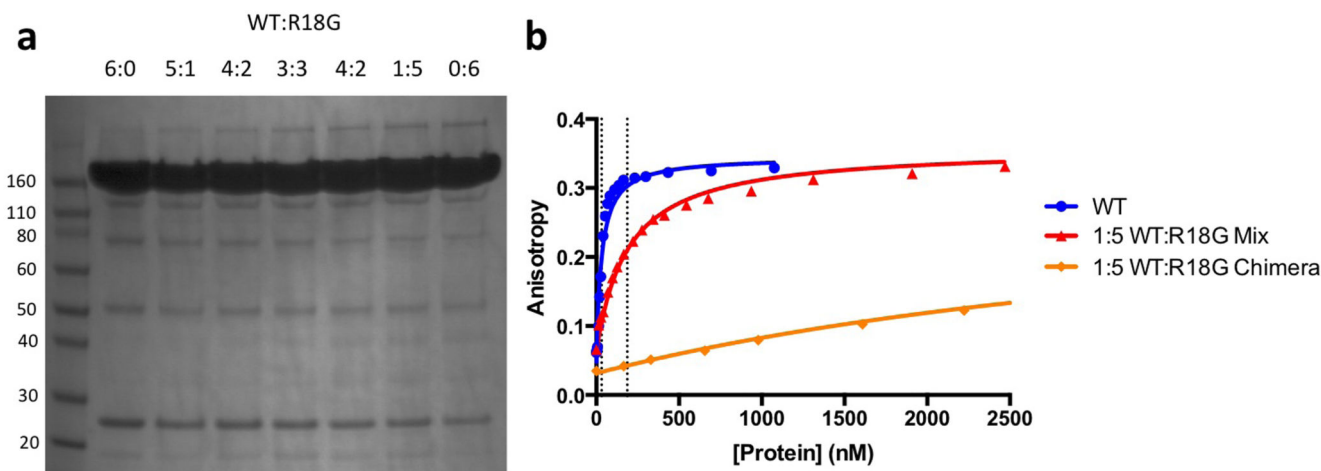 a
WT:R18G
6:0 5:1 4:2 3:3 4:2 1:5 0:6
160
110
80
60
50
40
30
20
b
Anisotropy
0.4
0.3
0.2
0.1
0.0
0 500 1000 1500 2000 2500
[Protein] (nM)
WT
1:5 WT:R18G Mix
1:5 WT:R18G Chimera